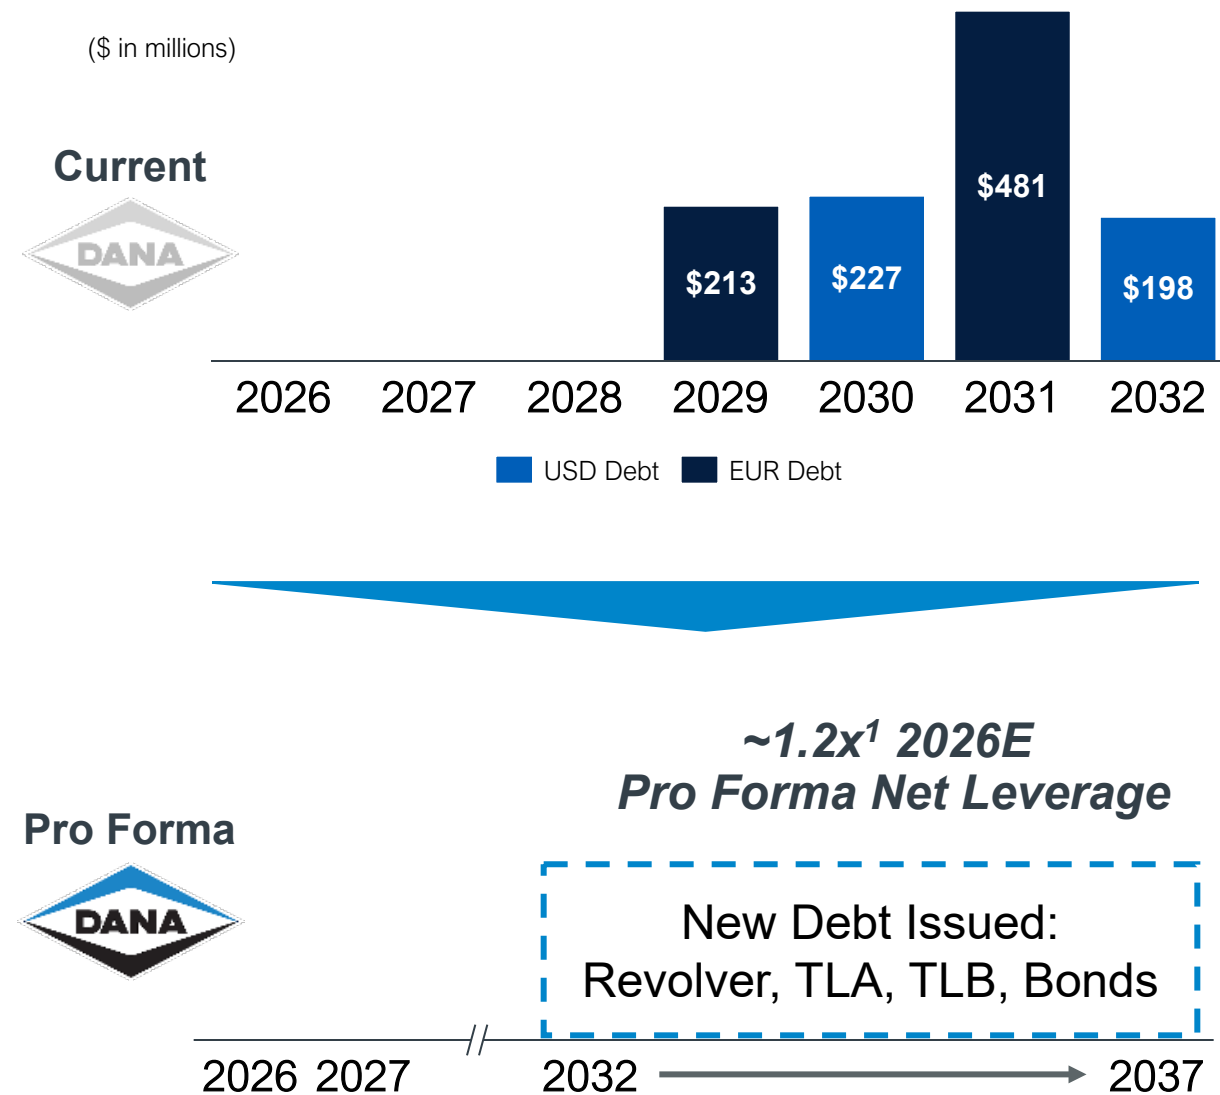 ($ in millions)
Current
DANA
$213
$227
$481
$198
2026 2027 2028 2029 2030 2031 2032
USD Debt EUR Debt
~1.2x¹ 2026E
Pro Forma Net Leverage
Pro Forma
DANA
New Debt Issued:
Revolver, TLA, TLB, Bonds
2026 2027 2032 2037